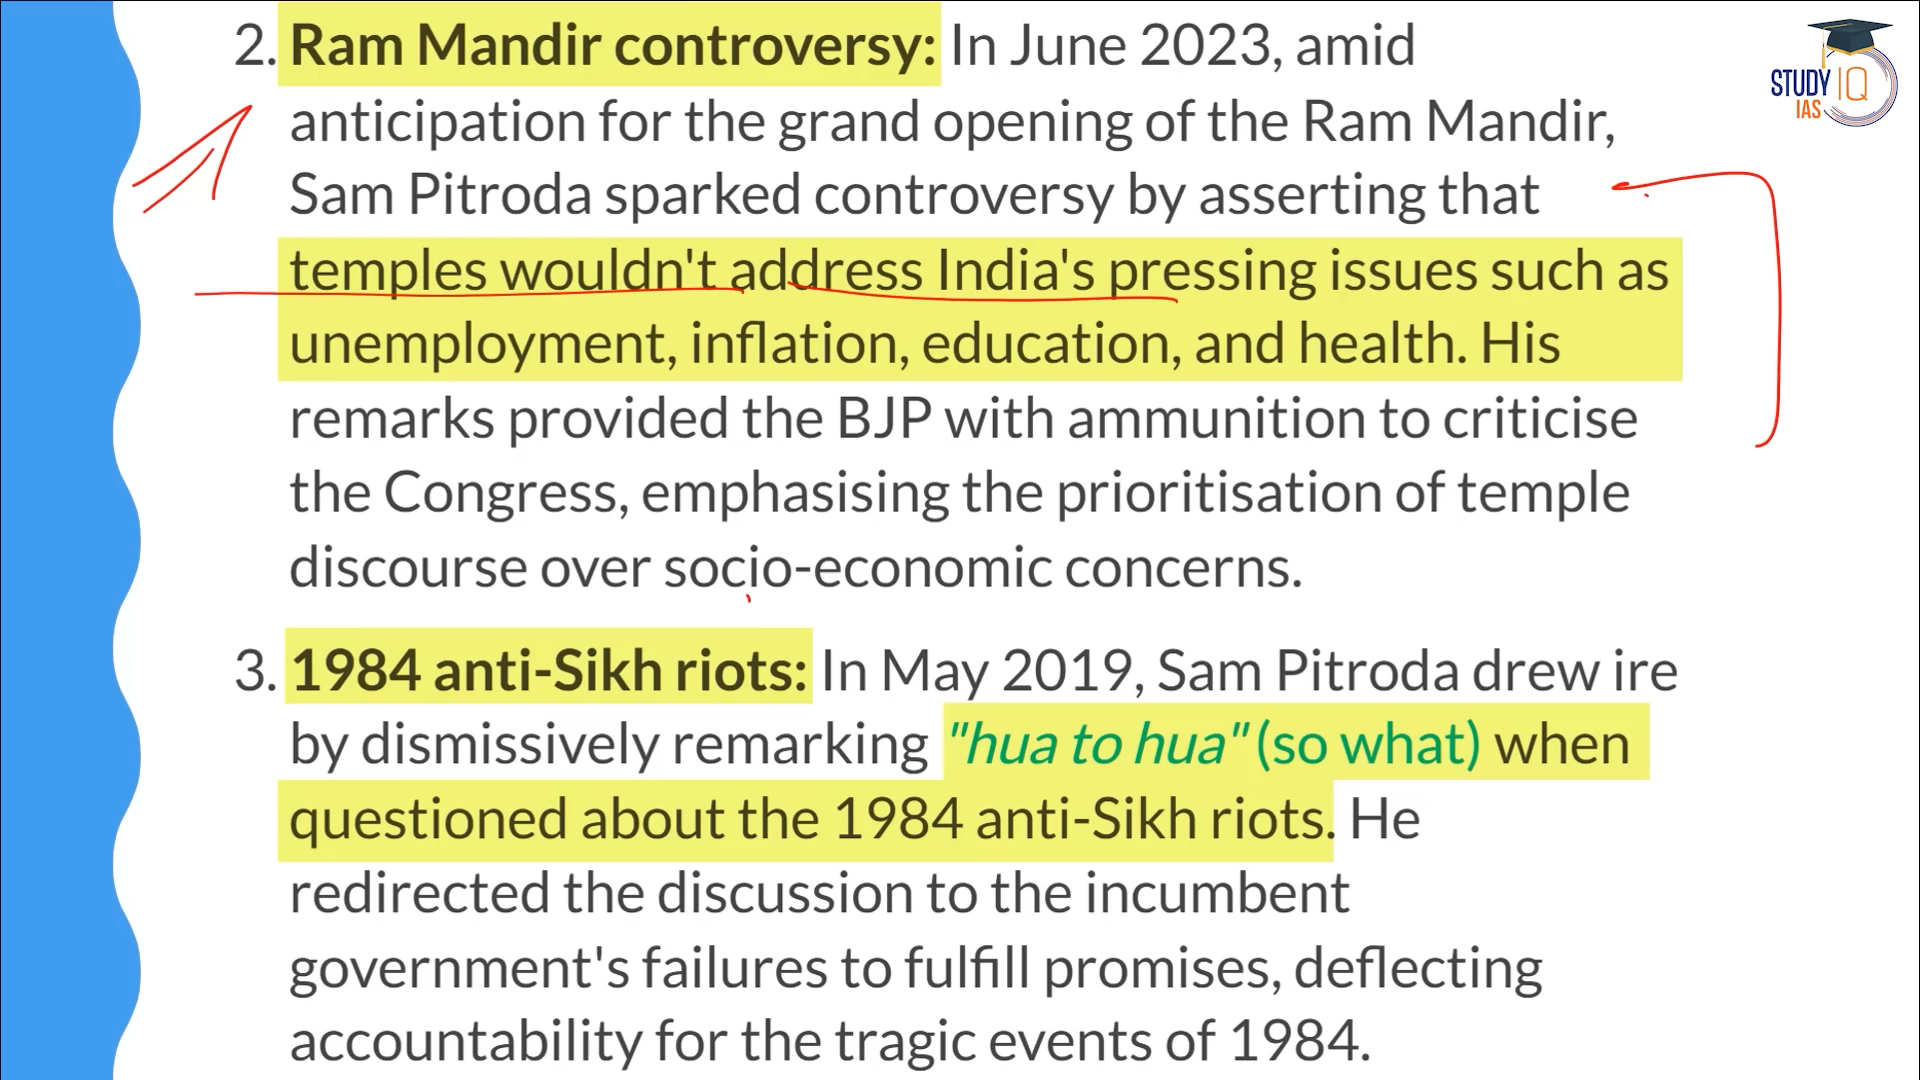 2. Ram Mandir controversy: In June 2023, amid
anticipation for the grand opening of the Ram Mandir,
Sam Pitroda sparked controversy by asserting that
temples wouldn't address India's pressing issues such as
unemployment, inflation, education, and health. His
remarks provided the BJP with ammunition to criticise
the Congress, emphasising the prioritisation of temple
discourse over socio-economic concerns.
3. 1984 anti-Sikh riots: In May 2019, Sam Pitroda drew ire
by dismissively remarking "hua to hua" (so what) when
questioned about the 1984 anti-Sikh riots. He
redirected the discussion to the incumbent
government's failures to fulfill promises, deflecting
accountability for the tragic events of 1984.
STUDY IQ
IAS